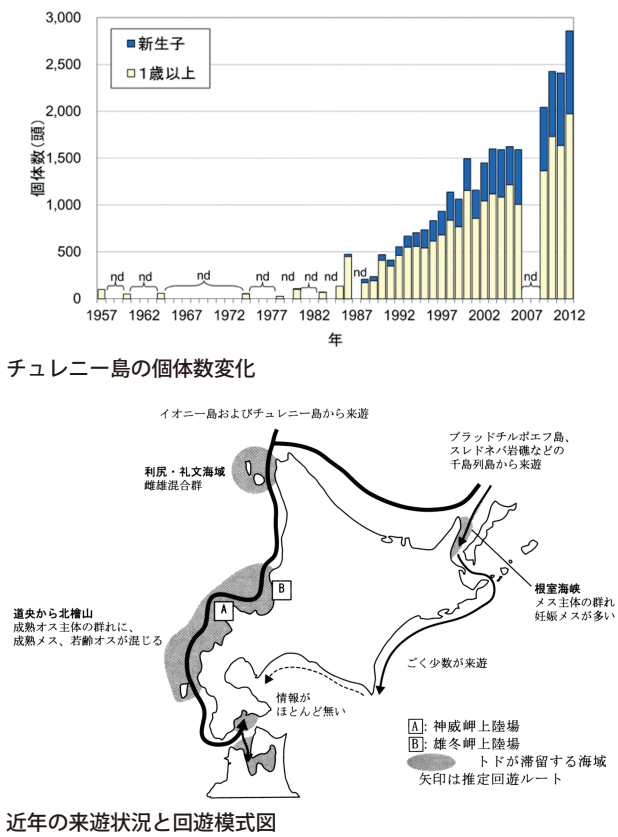 3,000
2,500
2,000
1,500
1,000
500
0
個体数(頭)
新生子
1歳以上
nd
nd
nd
nd
nd
nd
nd
nd
nd
1957
1962
1967
1972
1977
1982
1987
1992
1997
2002
2007
2012
年
チュレニー島の個体数変化
イオニー島およびチュレニー島から来遊
ブラッドチルポエフ島、
スレドネバ岩礁などの
千島列島から来遊
利尻・礼文海域
雌雄混合群
B
A
根室海峡
メス主体の群れ
妊娠メスが多い
道央から北檜山
成熟オス主体の群れに、
成熟メス、若齢オスが混じる
ごく少数が来遊
情報が
ほとんど無い
A: 神威岬上陸場
B: 雄冬岬上陸場
トドが滞留する海域
矢印は推定回遊ルート
近年の来遊状況と回遊模式図